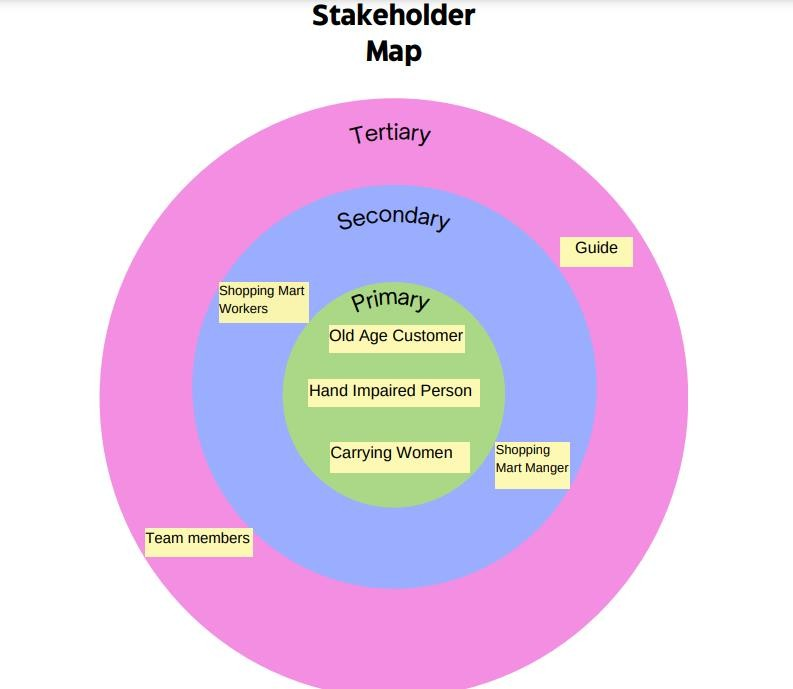 Stakeholder
Map
Tertiary
Secondary
Guide
Shopping Mart
Workers
Primary
Old Age Customer
Hand Impaired Person
Carrying Women
Shopping
Mart Manger
Team members